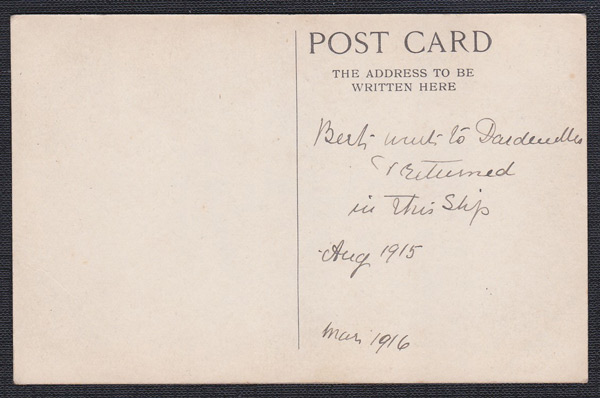 POST CARD
THE ADDRESS TO BE
WRITTEN HERE
Bert went to Dardenelles
& returned
in this Ship
Aug 1915
Mar 1916